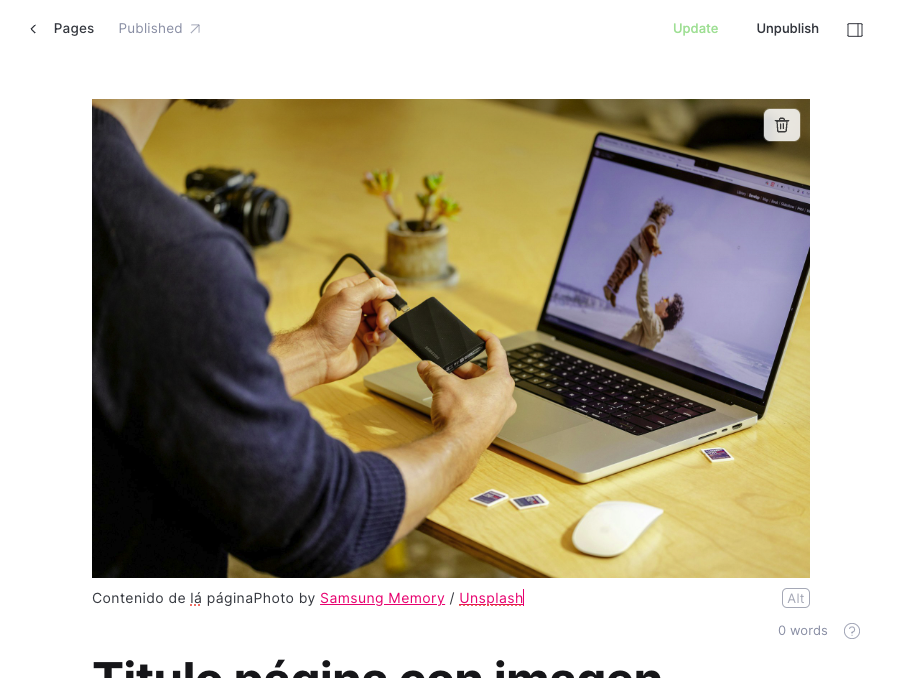 Pages Published Update Unpublish
Contenido de lá páginaPhoto by Samsung Memory / Unsplash Alt
0 words
Titulo página con imagen